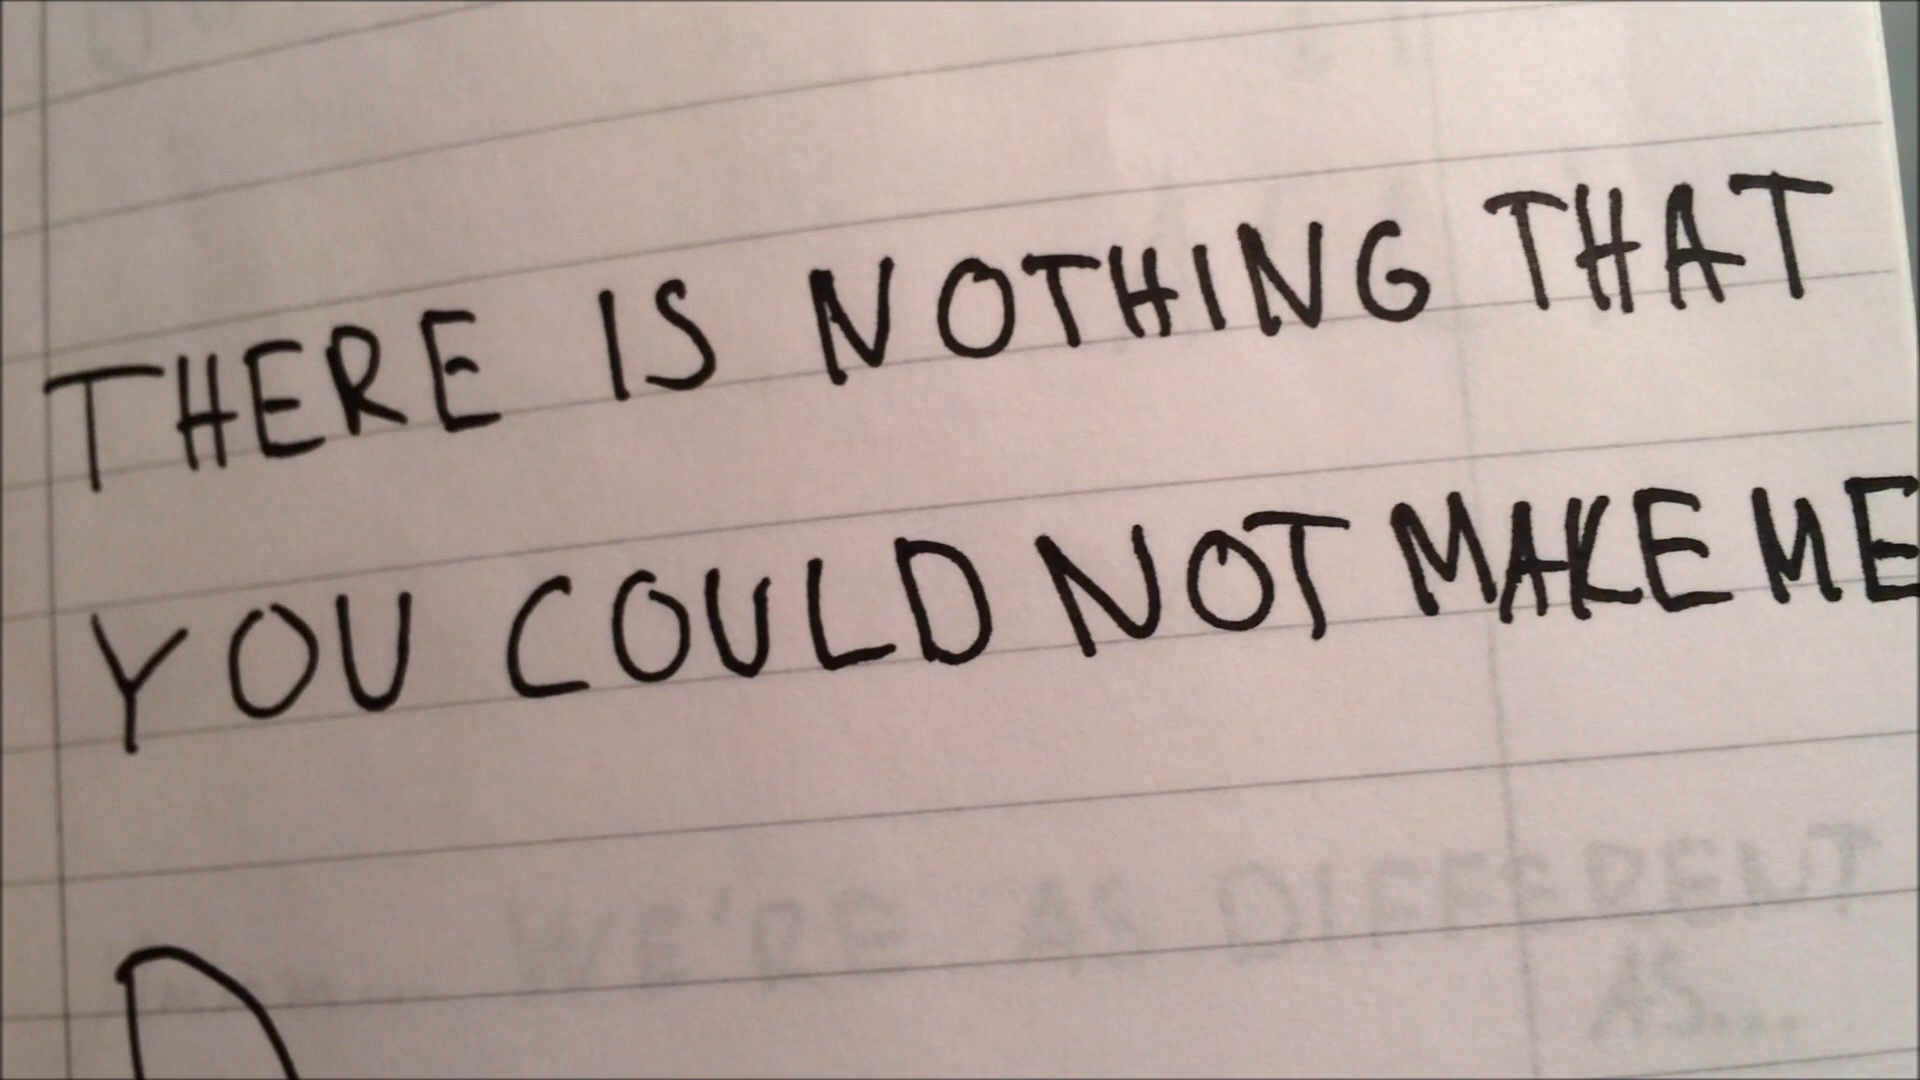 THERE IS NOTHING THAT
YOU COULD NOT MAKE ME
WE'RE AS DIFFERENT
AS...